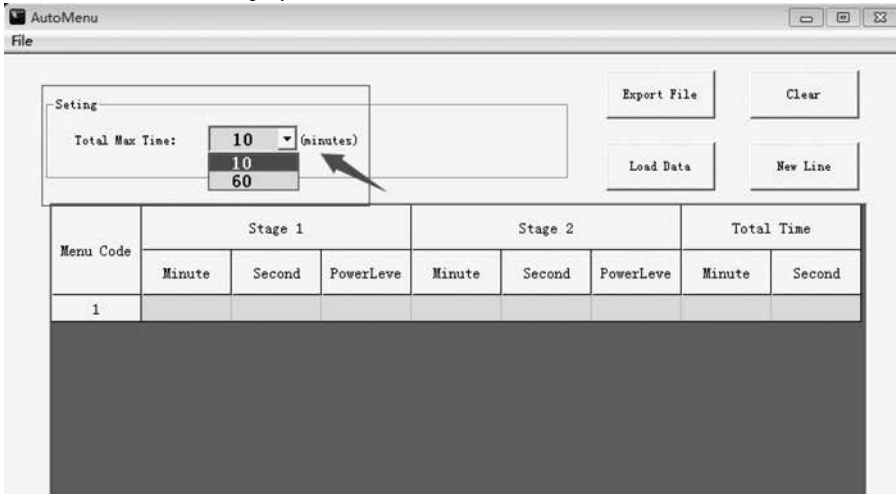 AutoMenu
File
Seting
Total Max Time:
10
(minutes)
10
60
Export File
Clear
Load Data
New Line
Menu Code
Stage 1
Stage 2
Total Time
Minute
Second
PowerLeve
Minute
Second
PowerLeve
Minute
Second
1